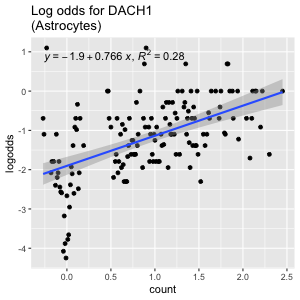 Log odds for DACH1
(Astrocytes)
y = −1.9 + 0.766 x, R² = 0.28
1
0
-1
-2
-3
-4
logodds
0.0 0.5 1.0 1.5 2.0 2.5
count